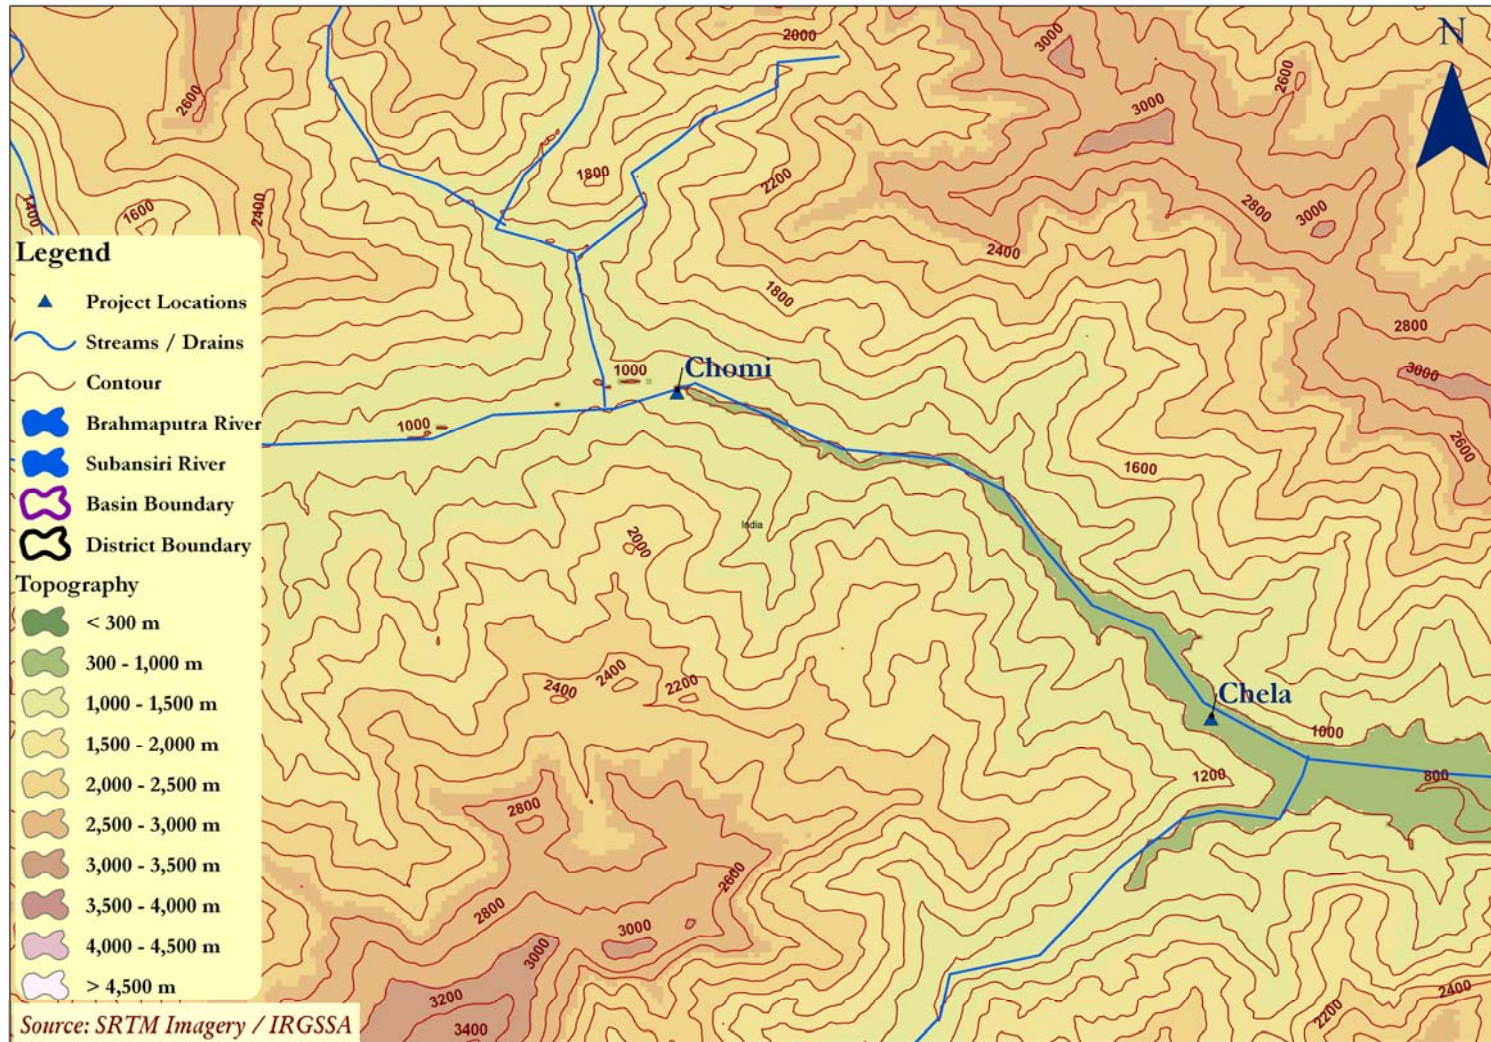 2000
N
3000
2600
2600
3000
1800
2200
1400
1600
2400
2800
3000
2400
Legend
Project Locations
Streams / Drains
Contour
Brahmaputra River
Subansiri River
Basin Boundary
District Boundary
Topography
< 300 m
300 - 1,000 m
1,000 - 1,500 m
1,500 - 2,000 m
2,000 - 2,500 m
2,500 - 3,000 m
3,000 - 3,500 m
3,500 - 4,000 m
4,000 - 4,500 m
> 4,500 m
Source: SRTM Imagery / IRGSSA
1800
2800
1000
Chomi
3000
1000
2600
1600
India
2000
2400
2400
2200
Chela
1000
1200
800
2800
2600
2800
3000
3000
3200
3400
2400
2200